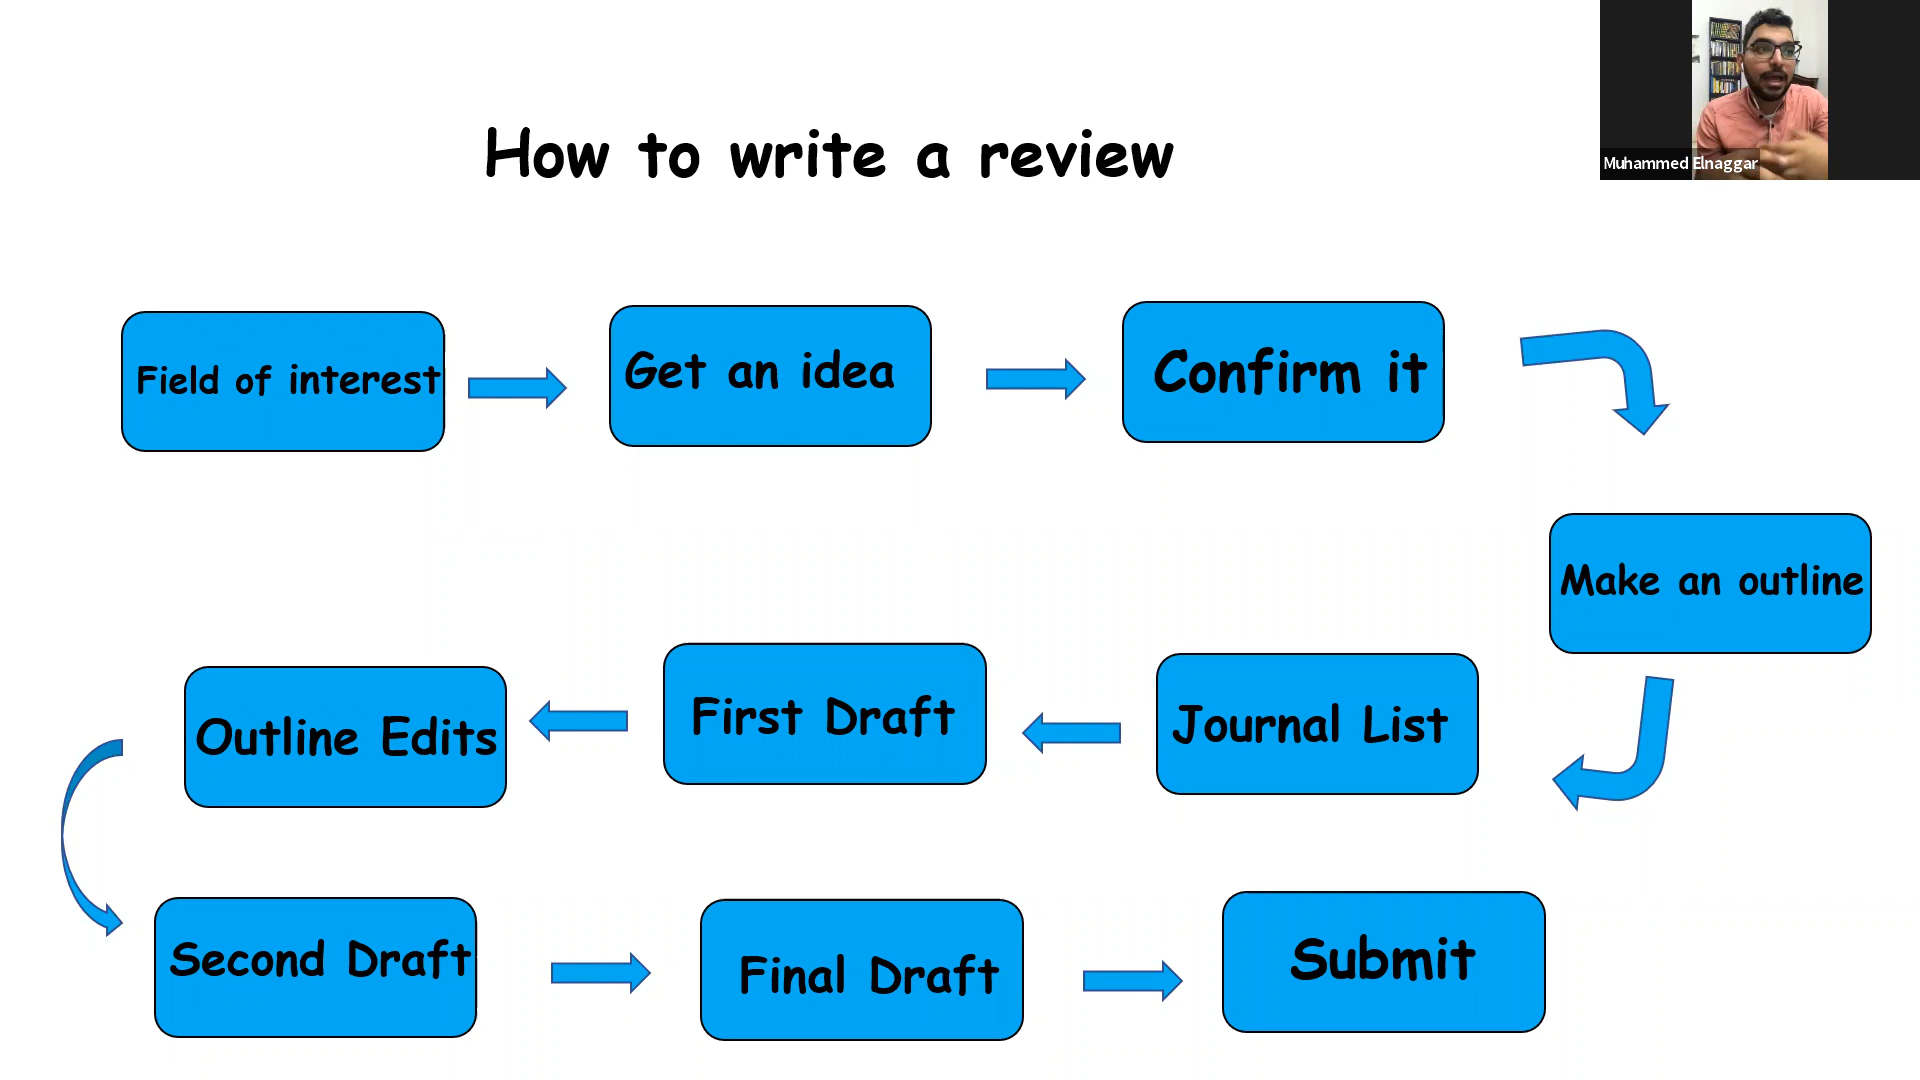 How to write a review
Muhammed Elnaggar
Field of interest
Get an idea
Confirm it
Make an outline
Journal List
First Draft
Outline Edits
Second Draft
Final Draft
Submit